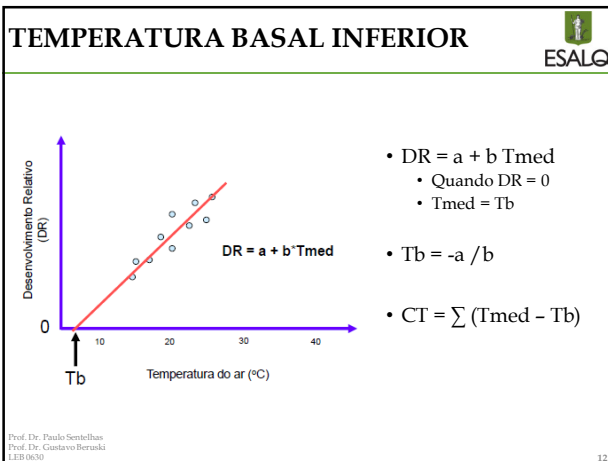 TEMPERATURA BASAL INFERIOR
ESALQ
Desenvolvimento Relativo
(DR)
DR = a + b*Tmed
0
10
20
30
40
Tb
Temperatura do ar (ºC)
• DR = a + b Tmed
• Quando DR = 0
• Tmed = Tb
• Tb = -a /b
• CT = ∑ (Tmed – Tb)
Prof. Dr. Paulo Sentelhas
Prof. Dr. Gustavo Beruski
LEB 0630
12